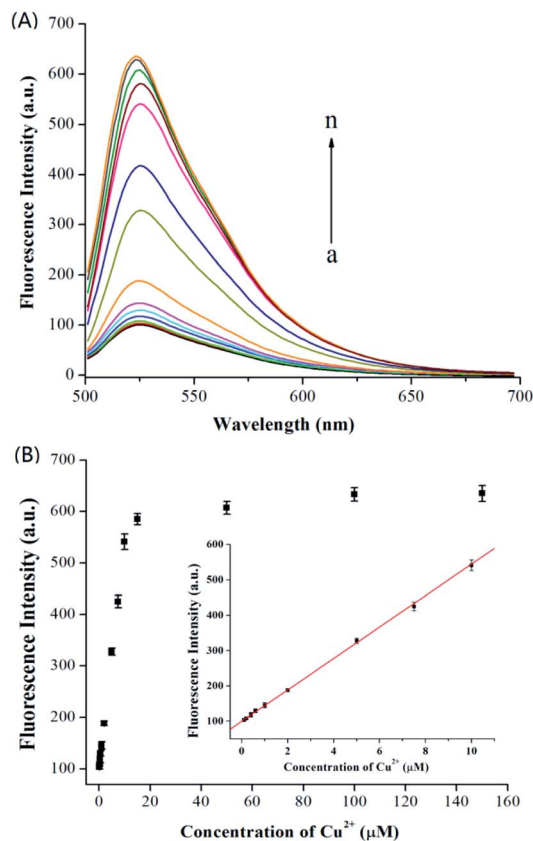 (A)
700
600
500
400
300
200
100
0
Fluorescence Intensity (a.u.)
n
a
500 550 600 650 700
Wavelength (nm)
(B)
700
600
500
400
300
200
100
Fluorescence Intensity (a.u.)
600
500
400
300
200
100
Fluorescence Intensity (a.u.)
0 2 4 6 8 10
Concentration of Cu²⁺ (μM)
0 20 40 60 80 100 120 140 160
Concentration of Cu²⁺ (μM)